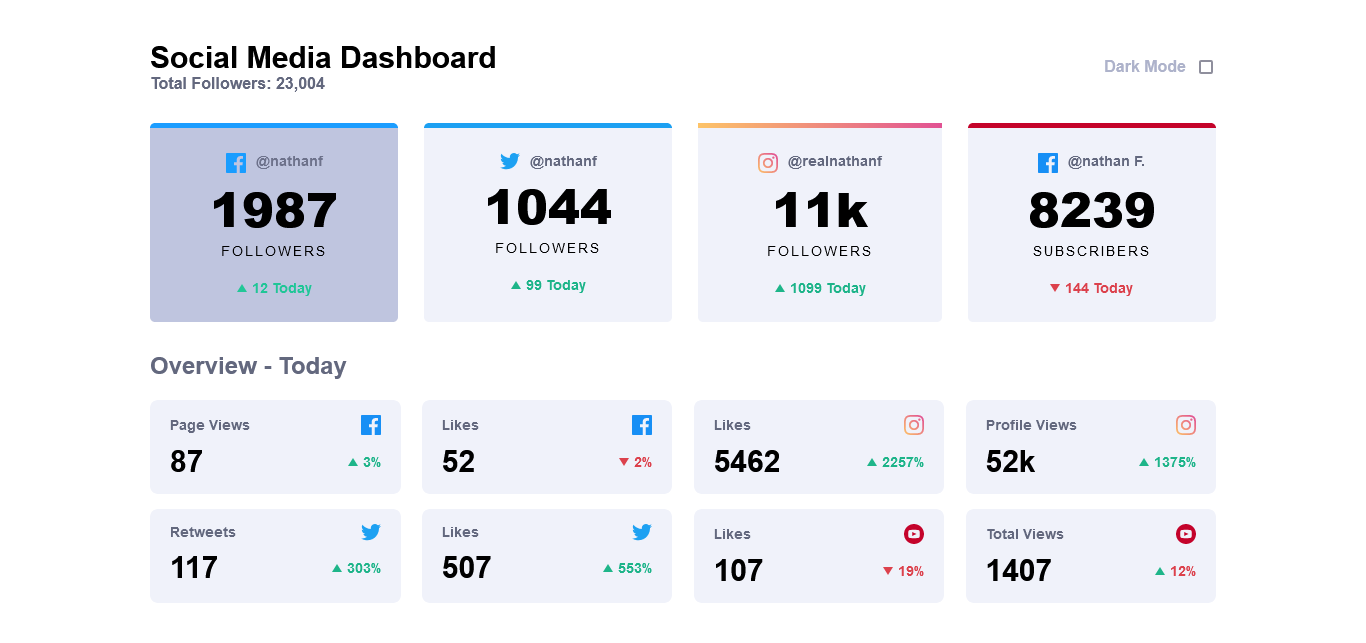 Social Media Dashboard
Total Followers: 23,004
Dark Mode
@nathanf
1987
FOLLOWERS
12 Today
@nathanf
1044
FOLLOWERS
99 Today
@realnathanf
11k
FOLLOWERS
1099 Today
@nathan F.
8239
SUBSCRIBERS
144 Today
Overview - Today
Page Views
87
3%
Likes
52
2%
Likes
5462
2257%
Profile Views
52k
1375%
Retweets
117
303%
Likes
507
553%
Likes
107
19%
Total Views
1407
12%